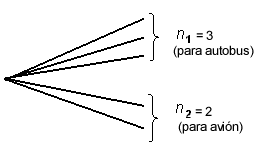 n₁ = 3
(para autobus)
n₂ = 2
(para avión)